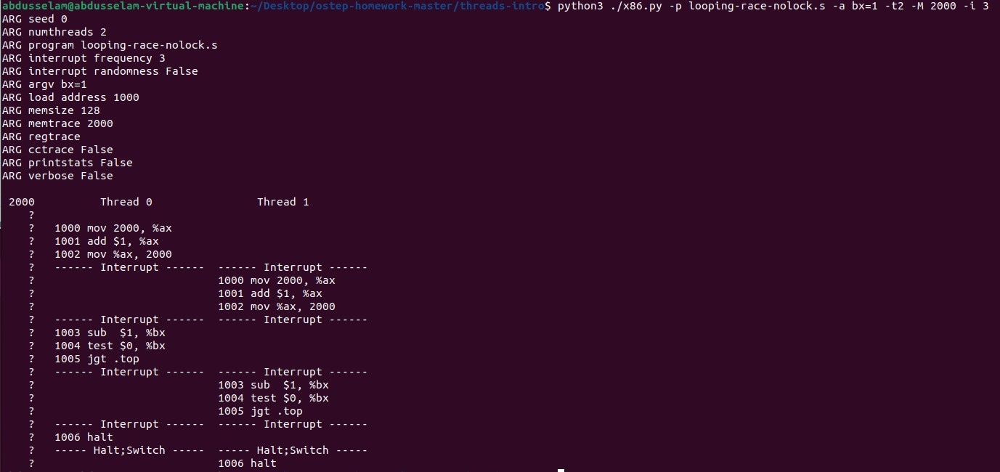 abdusselam@abdusselam-virtual-machine:~/Desktop/ostep-homework-master/threads-intro$ python3 ./x86.py -p looping-race-nolock.s -a bx=1 -t2 -M 2000 -i 3
ARG seed 0
ARG numthreads 2
ARG program looping-race-nolock.s
ARG interrupt frequency 3
ARG interrupt randomness False
ARG argv bx=1
ARG load address 1000
ARG memsize 128
ARG memtrace 2000
ARG regtrace
ARG cctrace False
ARG printstats False
ARG verbose False

 2000          Thread 0                Thread 1
    ?
    ?   1000 mov 2000, %ax
    ?   1001 add $1, %ax
    ?   1002 mov %ax, 2000
    ?   ------ Interrupt ------  ------ Interrupt ------
    ?                            1000 mov 2000, %ax
    ?                            1001 add $1, %ax
    ?                            1002 mov %ax, 2000
    ?   ------ Interrupt ------  ------ Interrupt ------
    ?   1003 sub  $1, %bx
    ?   1004 test $0, %bx
    ?   1005 jgt .top
    ?   ------ Interrupt ------  ------ Interrupt ------
    ?                            1003 sub  $1, %bx
    ?                            1004 test $0, %bx
    ?                            1005 jgt .top
    ?   ------ Interrupt ------  ------ Interrupt ------
    ?   1006 halt
    ?   ----- Halt;Switch -----  ----- Halt;Switch -----
    ?                            1006 halt